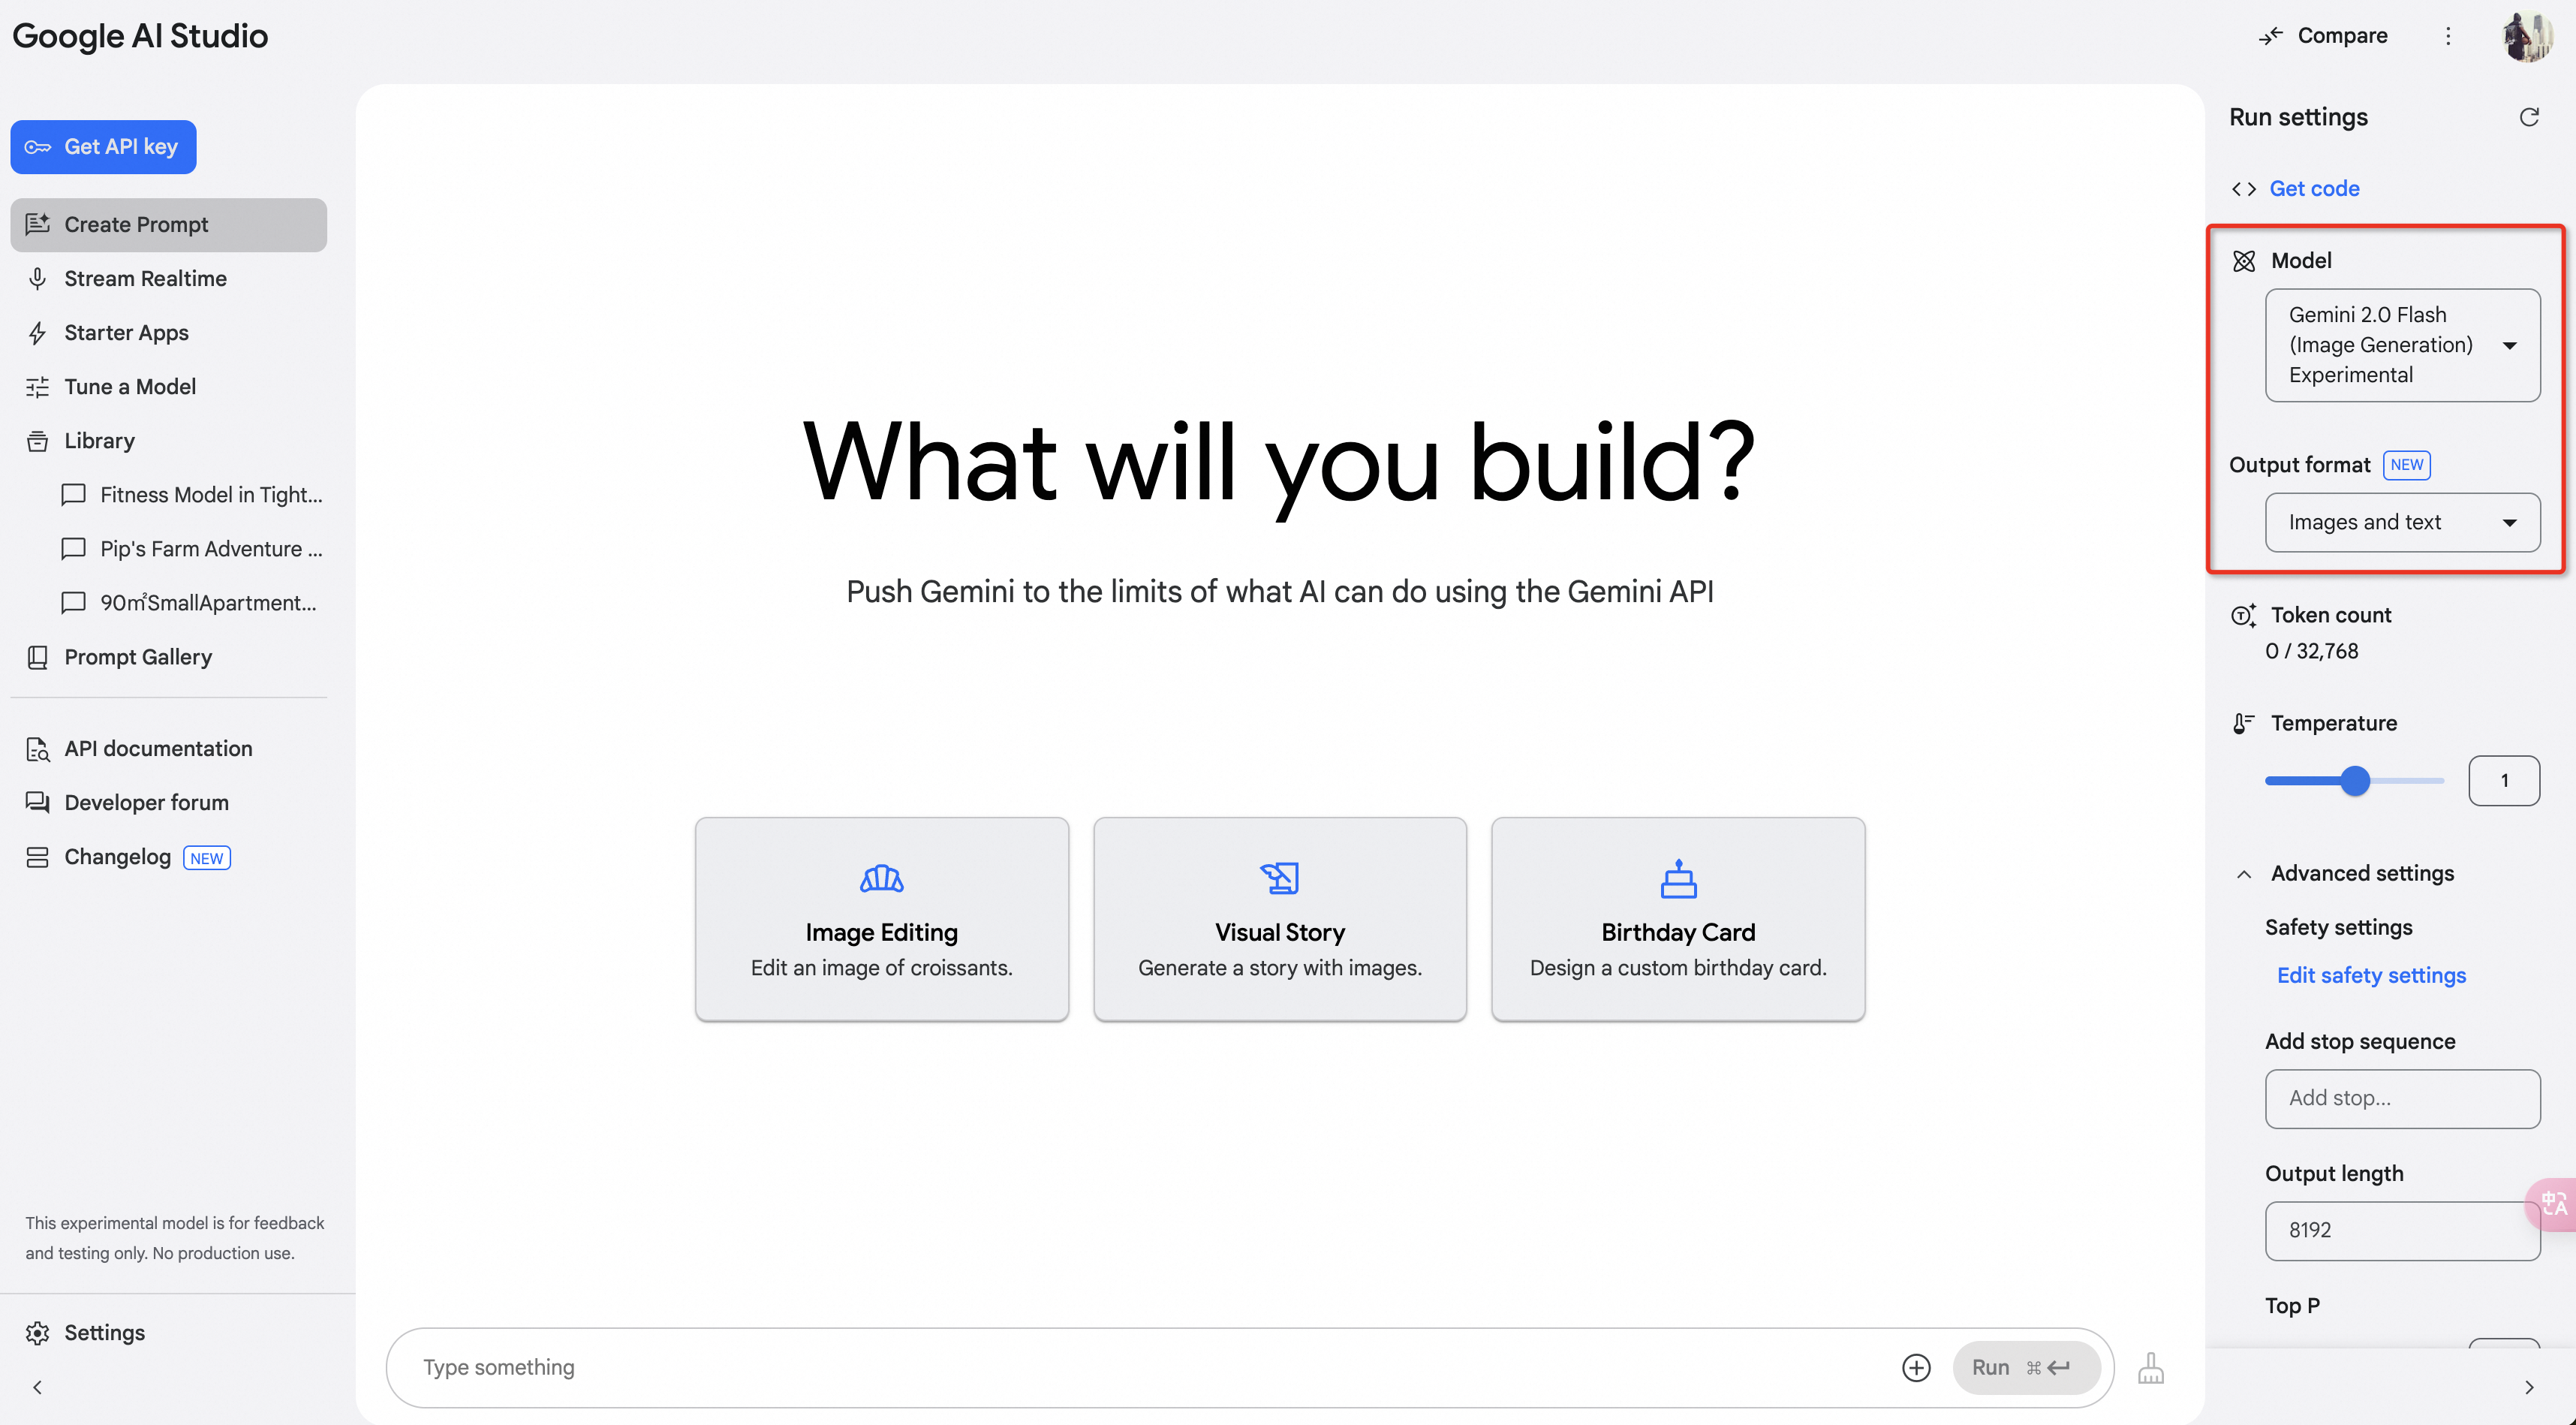 Google AI Studio
Compare
Get API key
Create Prompt
Stream Realtime
Starter Apps
Tune a Model
Library
Fitness Model in Tight...
Pip's Farm Adventure ...
90㎡SmallApartment...
Prompt Gallery
API documentation
Developer forum
Changelog NEW
This experimental model is for feedback
and testing only. No production use.
Settings
What will you build?
Push Gemini to the limits of what AI can do using the Gemini API
Image Editing
Edit an image of croissants.
Visual Story
Generate a story with images.
Birthday Card
Design a custom birthday card.
Type something
Run ⌘
Run settings
Get code
Model
Gemini 2.0 Flash
(Image Generation)
Experimental
Output format NEW
Images and text
Token count
0 / 32,768
Temperature
1
Advanced settings
Safety settings
Edit safety settings
Add stop sequence
Add stop...
Output length
8192
中A
Top P